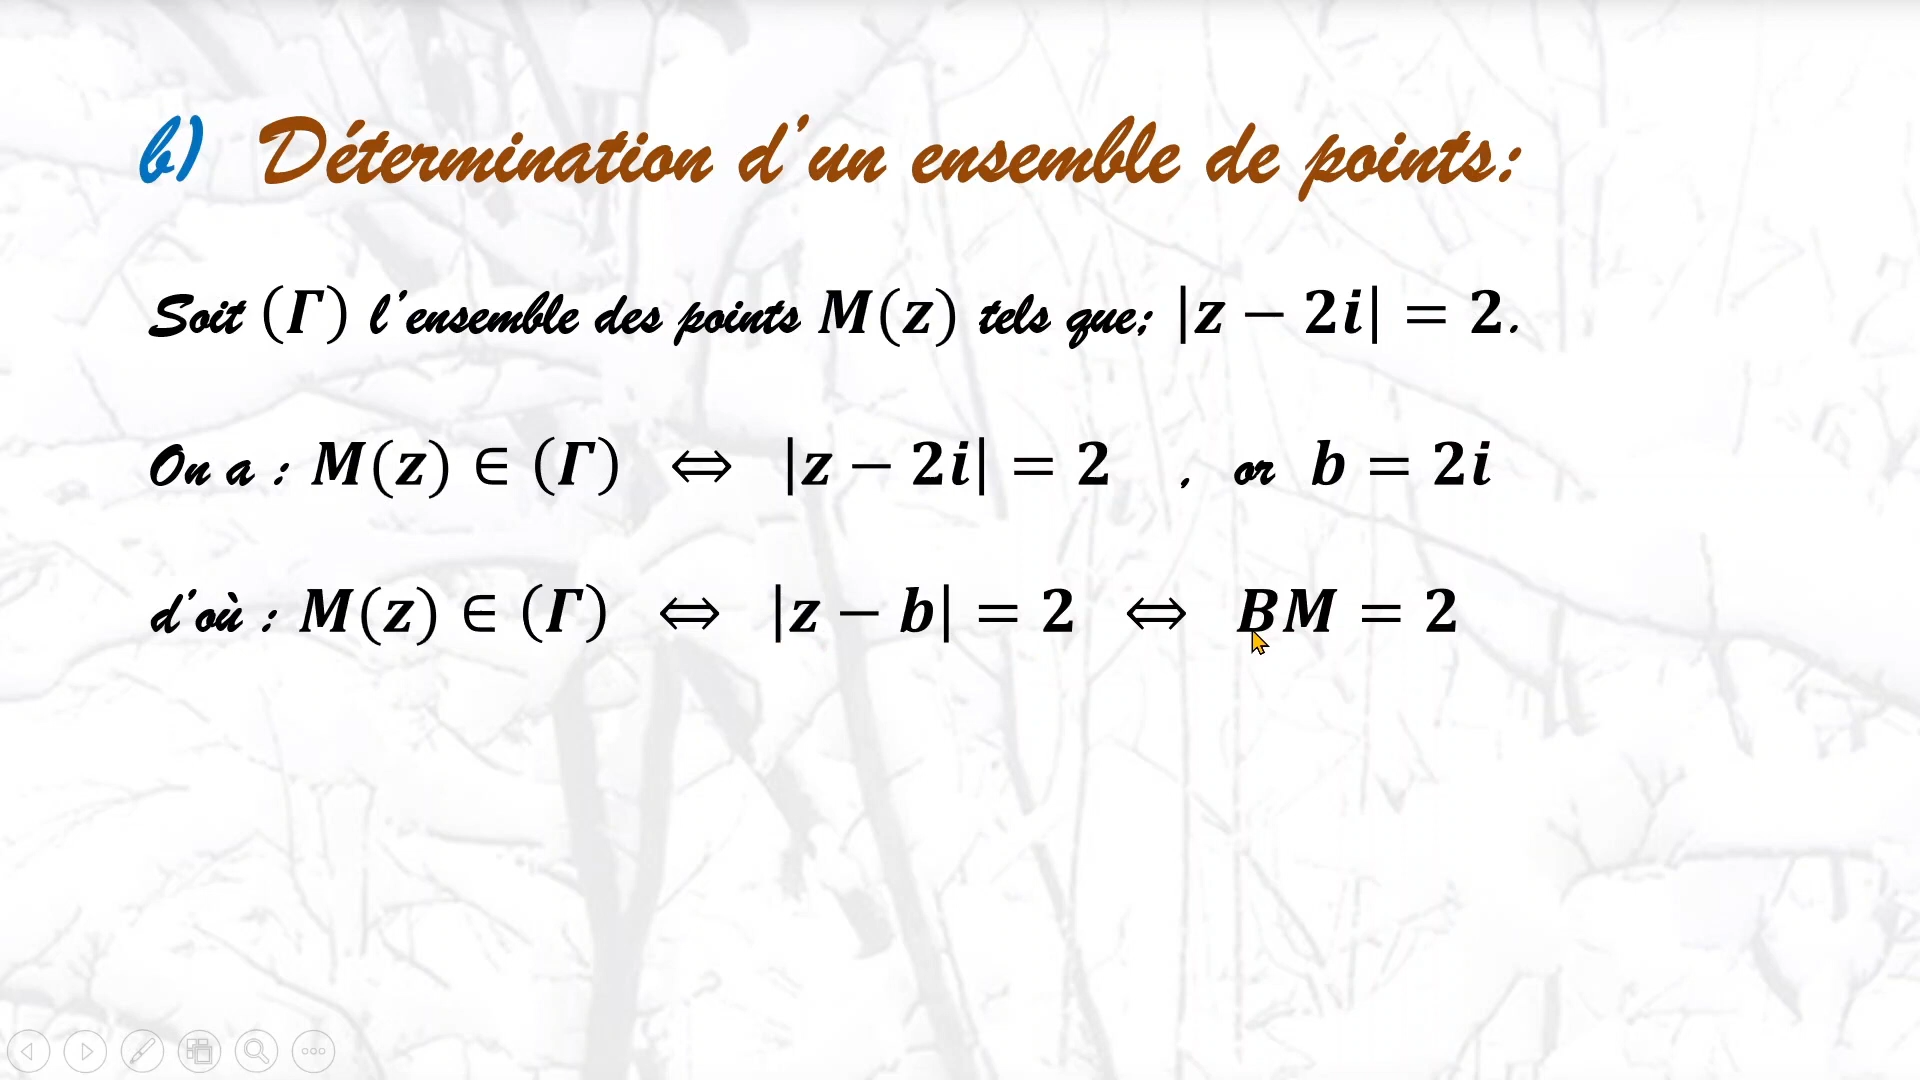 b) Détermination d'un ensemble de points:
Soit (Γ) l'ensemble des points M(z) tels que; |z − 2i| = 2.
On a : M(z) ∈ (Γ) ⇔ |z − 2i| = 2 , or b = 2i
d'où : M(z) ∈ (Γ) ⇔ |z − b| = 2 ⇔ BM = 2